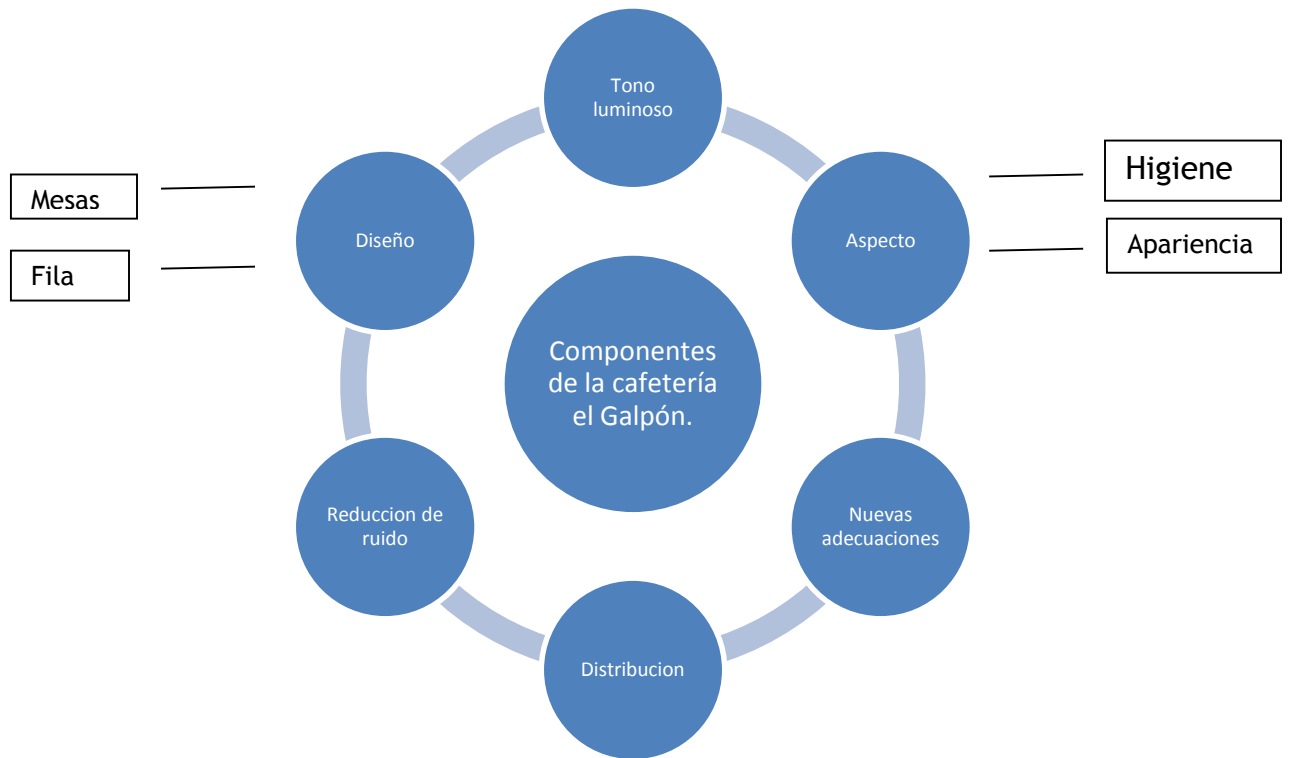 Tono
luminoso
Higiene
Mesas
Diseño
Aspecto
Apariencia
Fila
Componentes
de la cafetería
el Galpón.
Reduccion de
ruido
Nuevas
adecuaciones
Distribucion